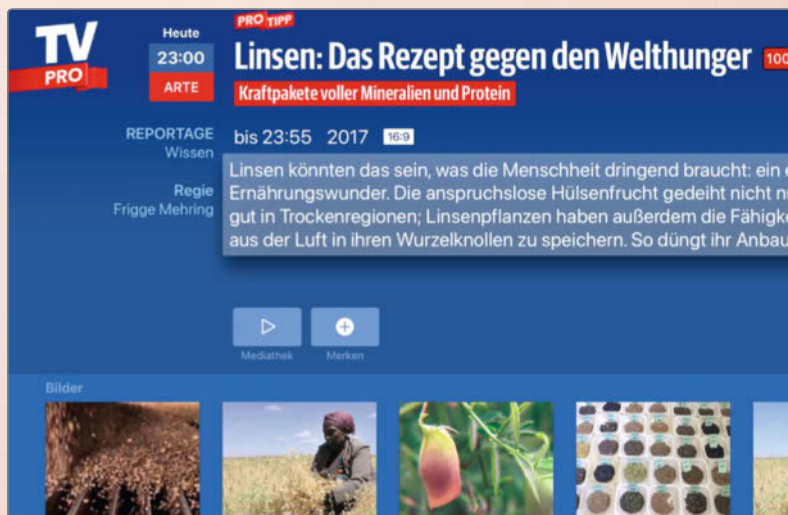 TV
PRO
Heute
23:00
ARTE
PRO TIPP
Linsen: Das Rezept gegen den Welthunger
100
Kraftpakete voller Mineralien und Protein
REPORTAGE
Wissen
bis 23:55 2017 16:9
Regie
Frigge Mehring
Linsen könnten das sein, was die Menschheit dringend braucht: ein
Ernährungswunder. Die anspruchslose Hülsenfrucht gedeiht nicht
gut in Trockenregionen; Linsenpflanzen haben außerdem die
aus der Luft in ihren Wurzelknollen zu speichern. So düngt ihr Anbau
Mediathek
Merken
Bilder